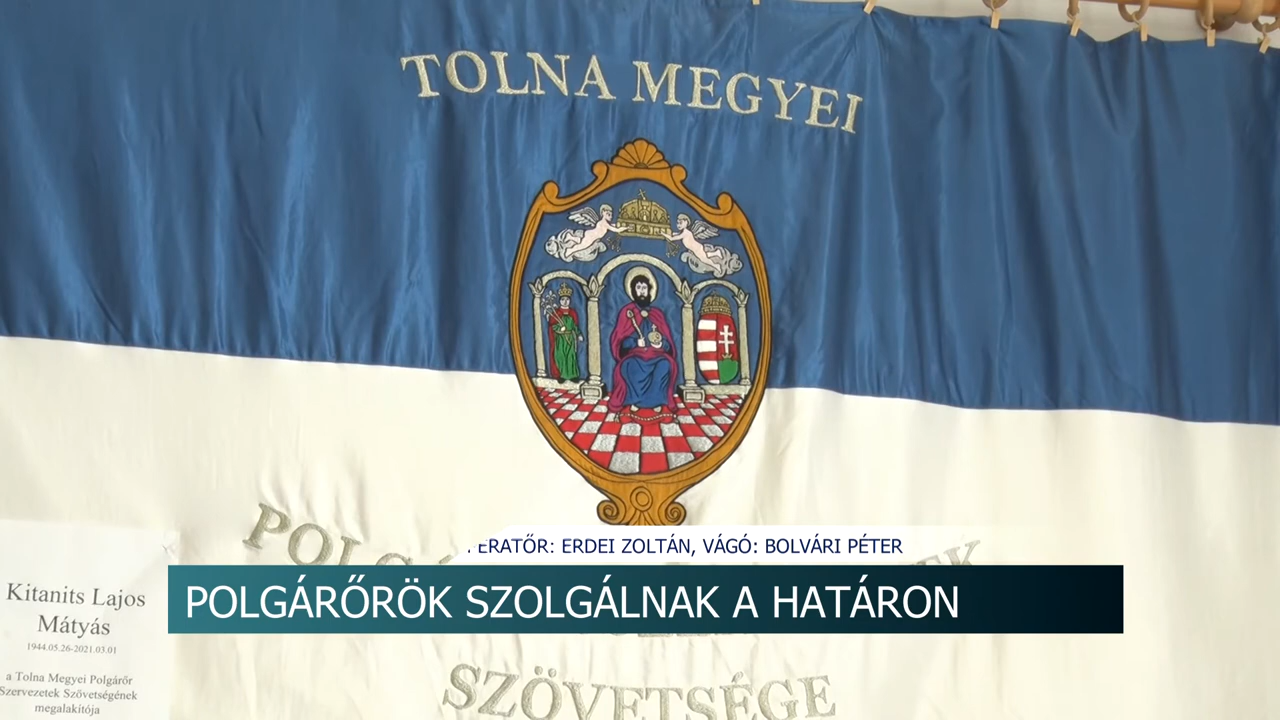 TOLNA MEGYEI
ERATŐR: ERDEI ZOLTÁN, VÁGÓ: BOLVÁRI PÉTER
POLGÁRŐRÖK SZOLGÁLNAK A HATÁRON
SZÖVETSÉGE
Kitanits Lajos
Mátyás
1944.05.26-2021.03.01
a Tolna Megyei Polgárőr
Szervezetek Szövetségének
megalakítója